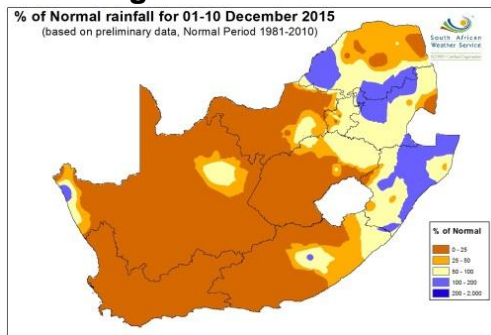 % of Normal rainfall for 01-10 December 2015
(based on preliminary data, Normal Period 1981-2010)
South African
Weather Service
% of Normal
0 - 25
25 - 50
50 - 100
100 - 200
200 - 2,000